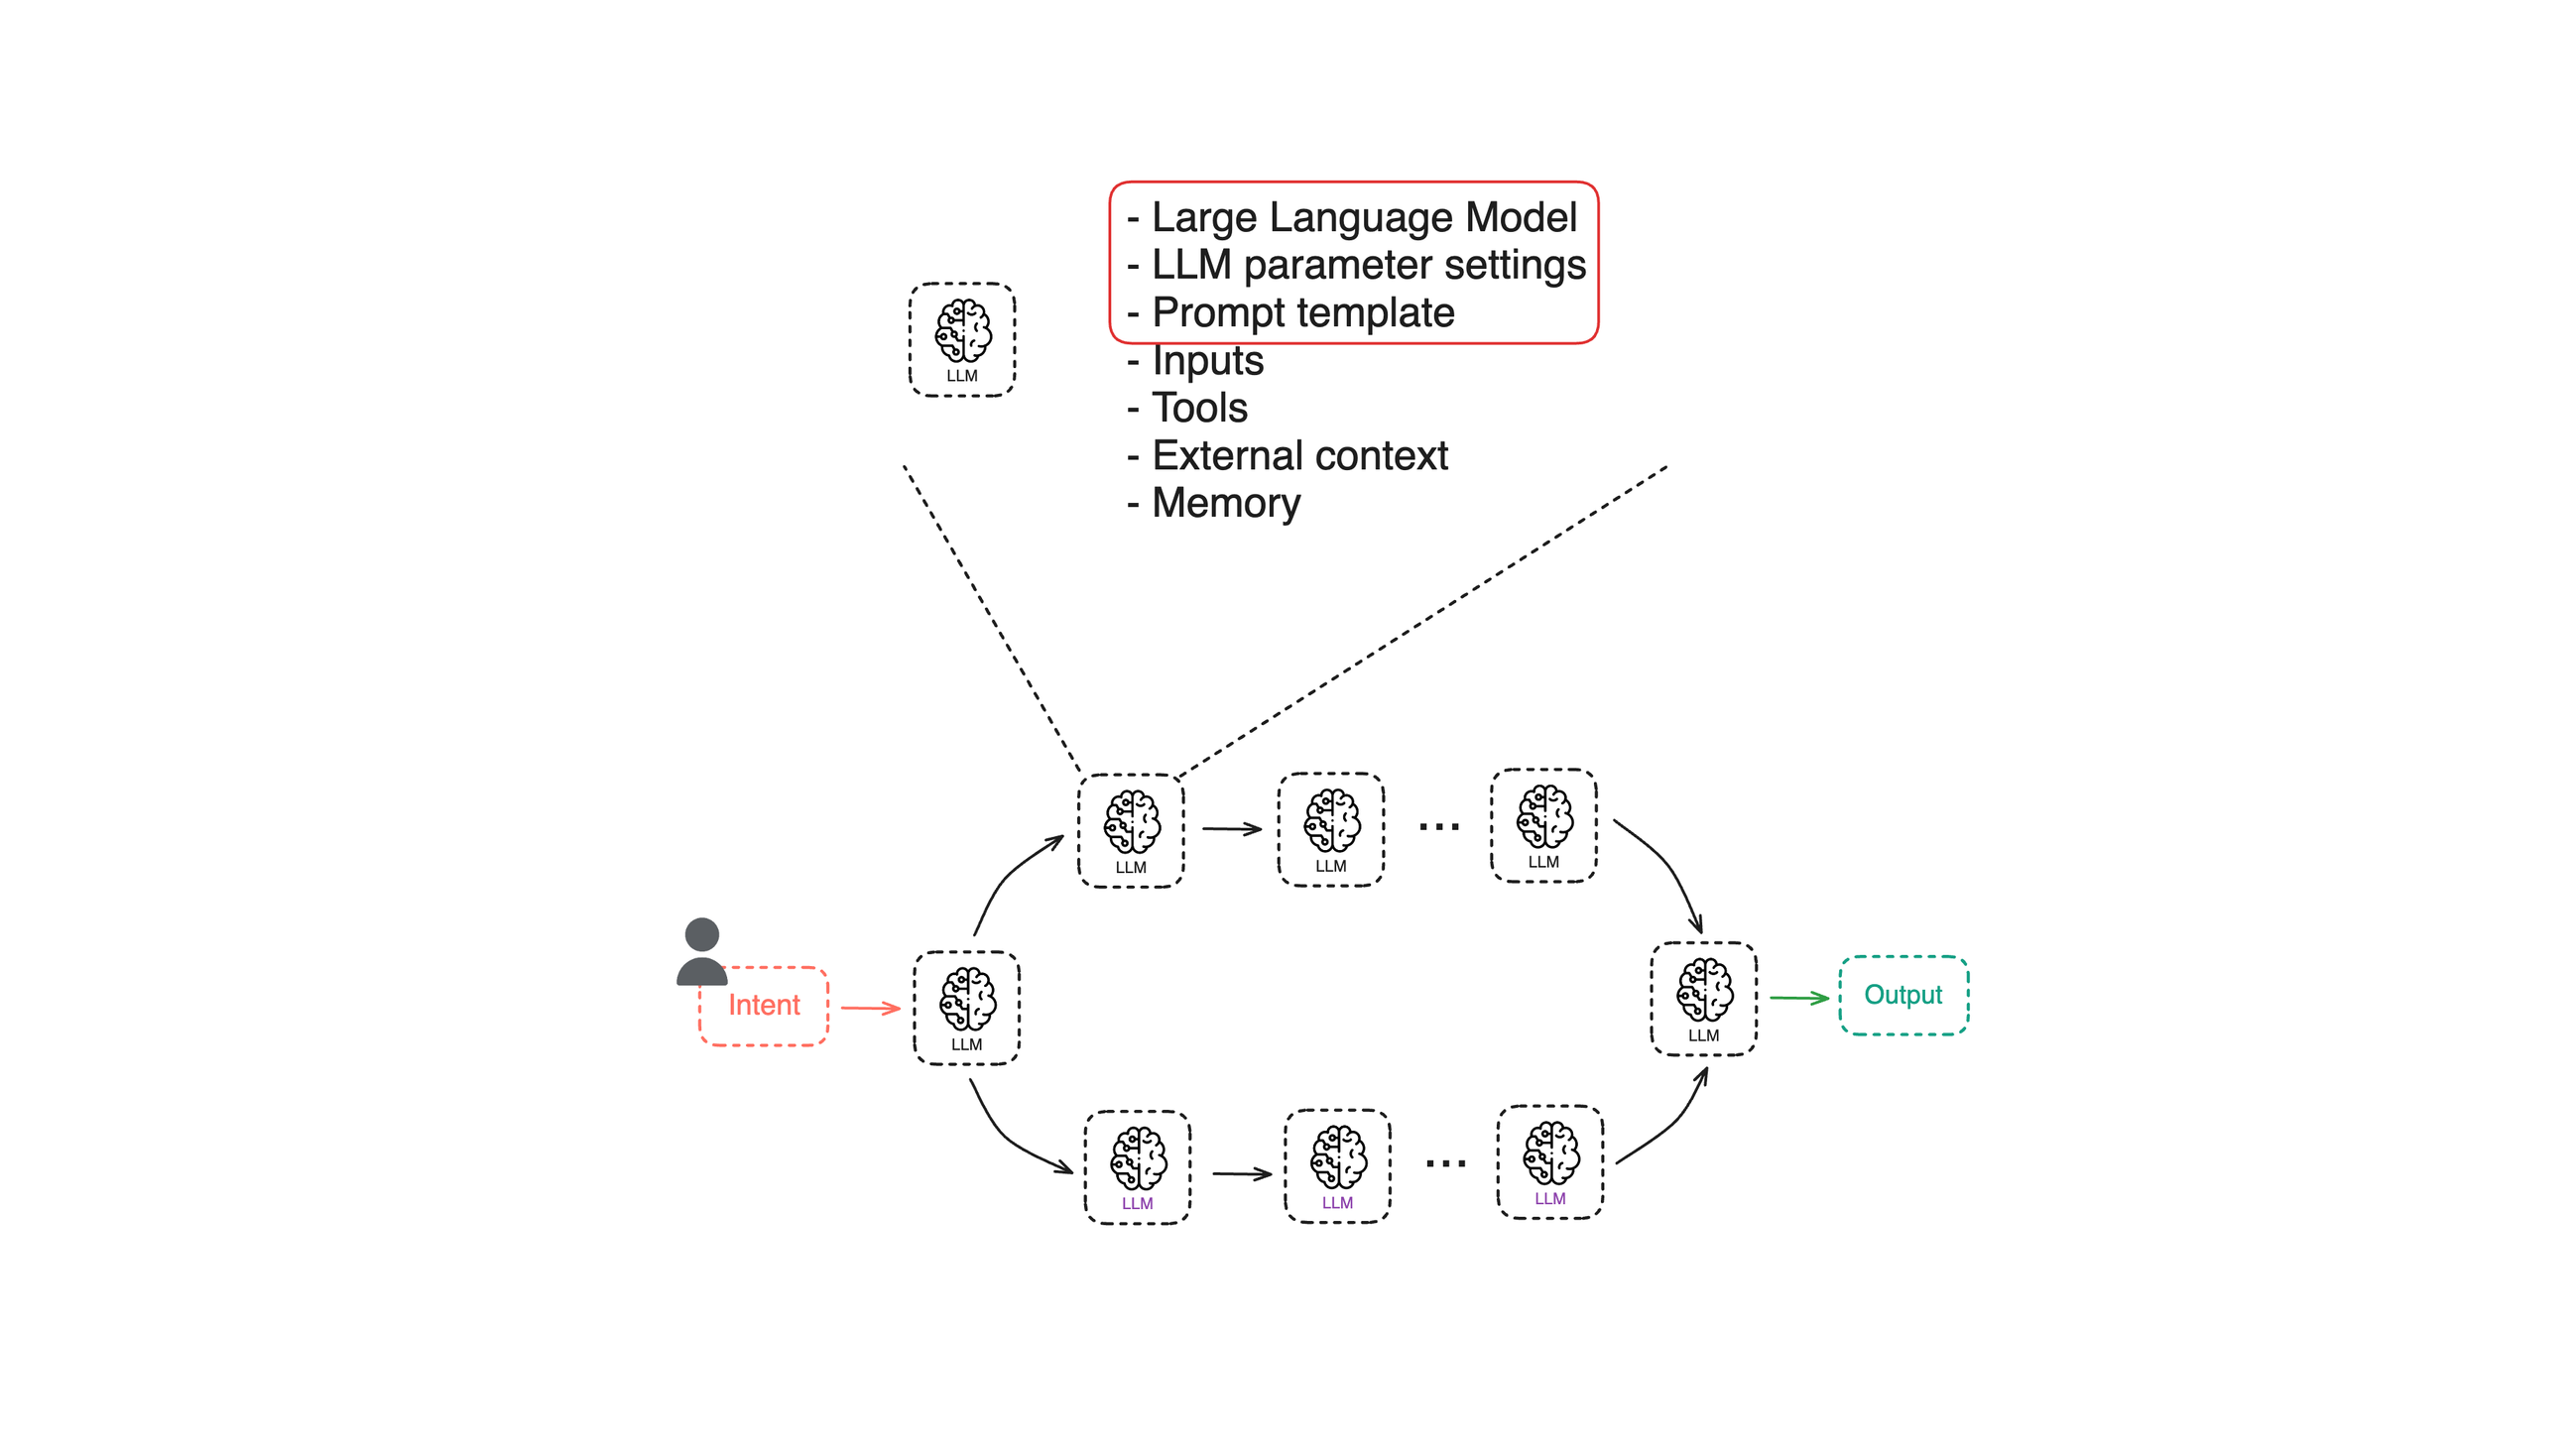 - Large Language Model
- LLM parameter settings
- Prompt template
- Inputs
- Tools
- External context
- Memory
LLM
LLM
LLM
LLM
Intent
LLM
LLM
Output
LLM
LLM
LLM